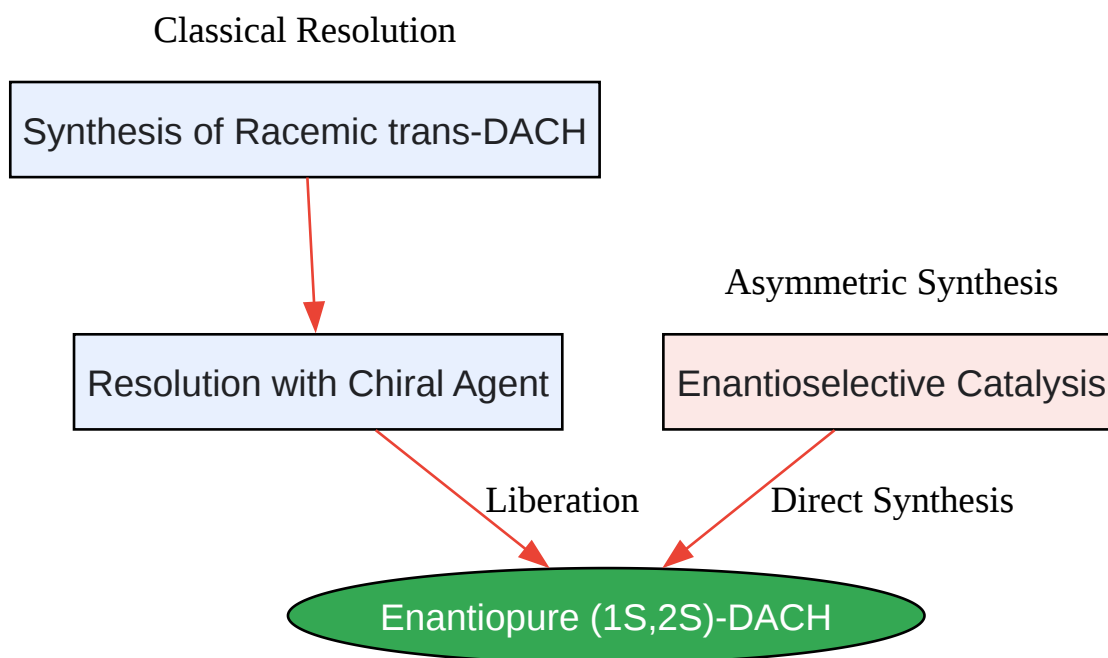 Classical Resolution
Synthesis of Racemic trans-DACH
Asymmetric Synthesis
Resolution with Chiral Agent
Enantioselective Catalysis
Liberation
Direct Synthesis
Enantiopure (1S,2S)-DACH